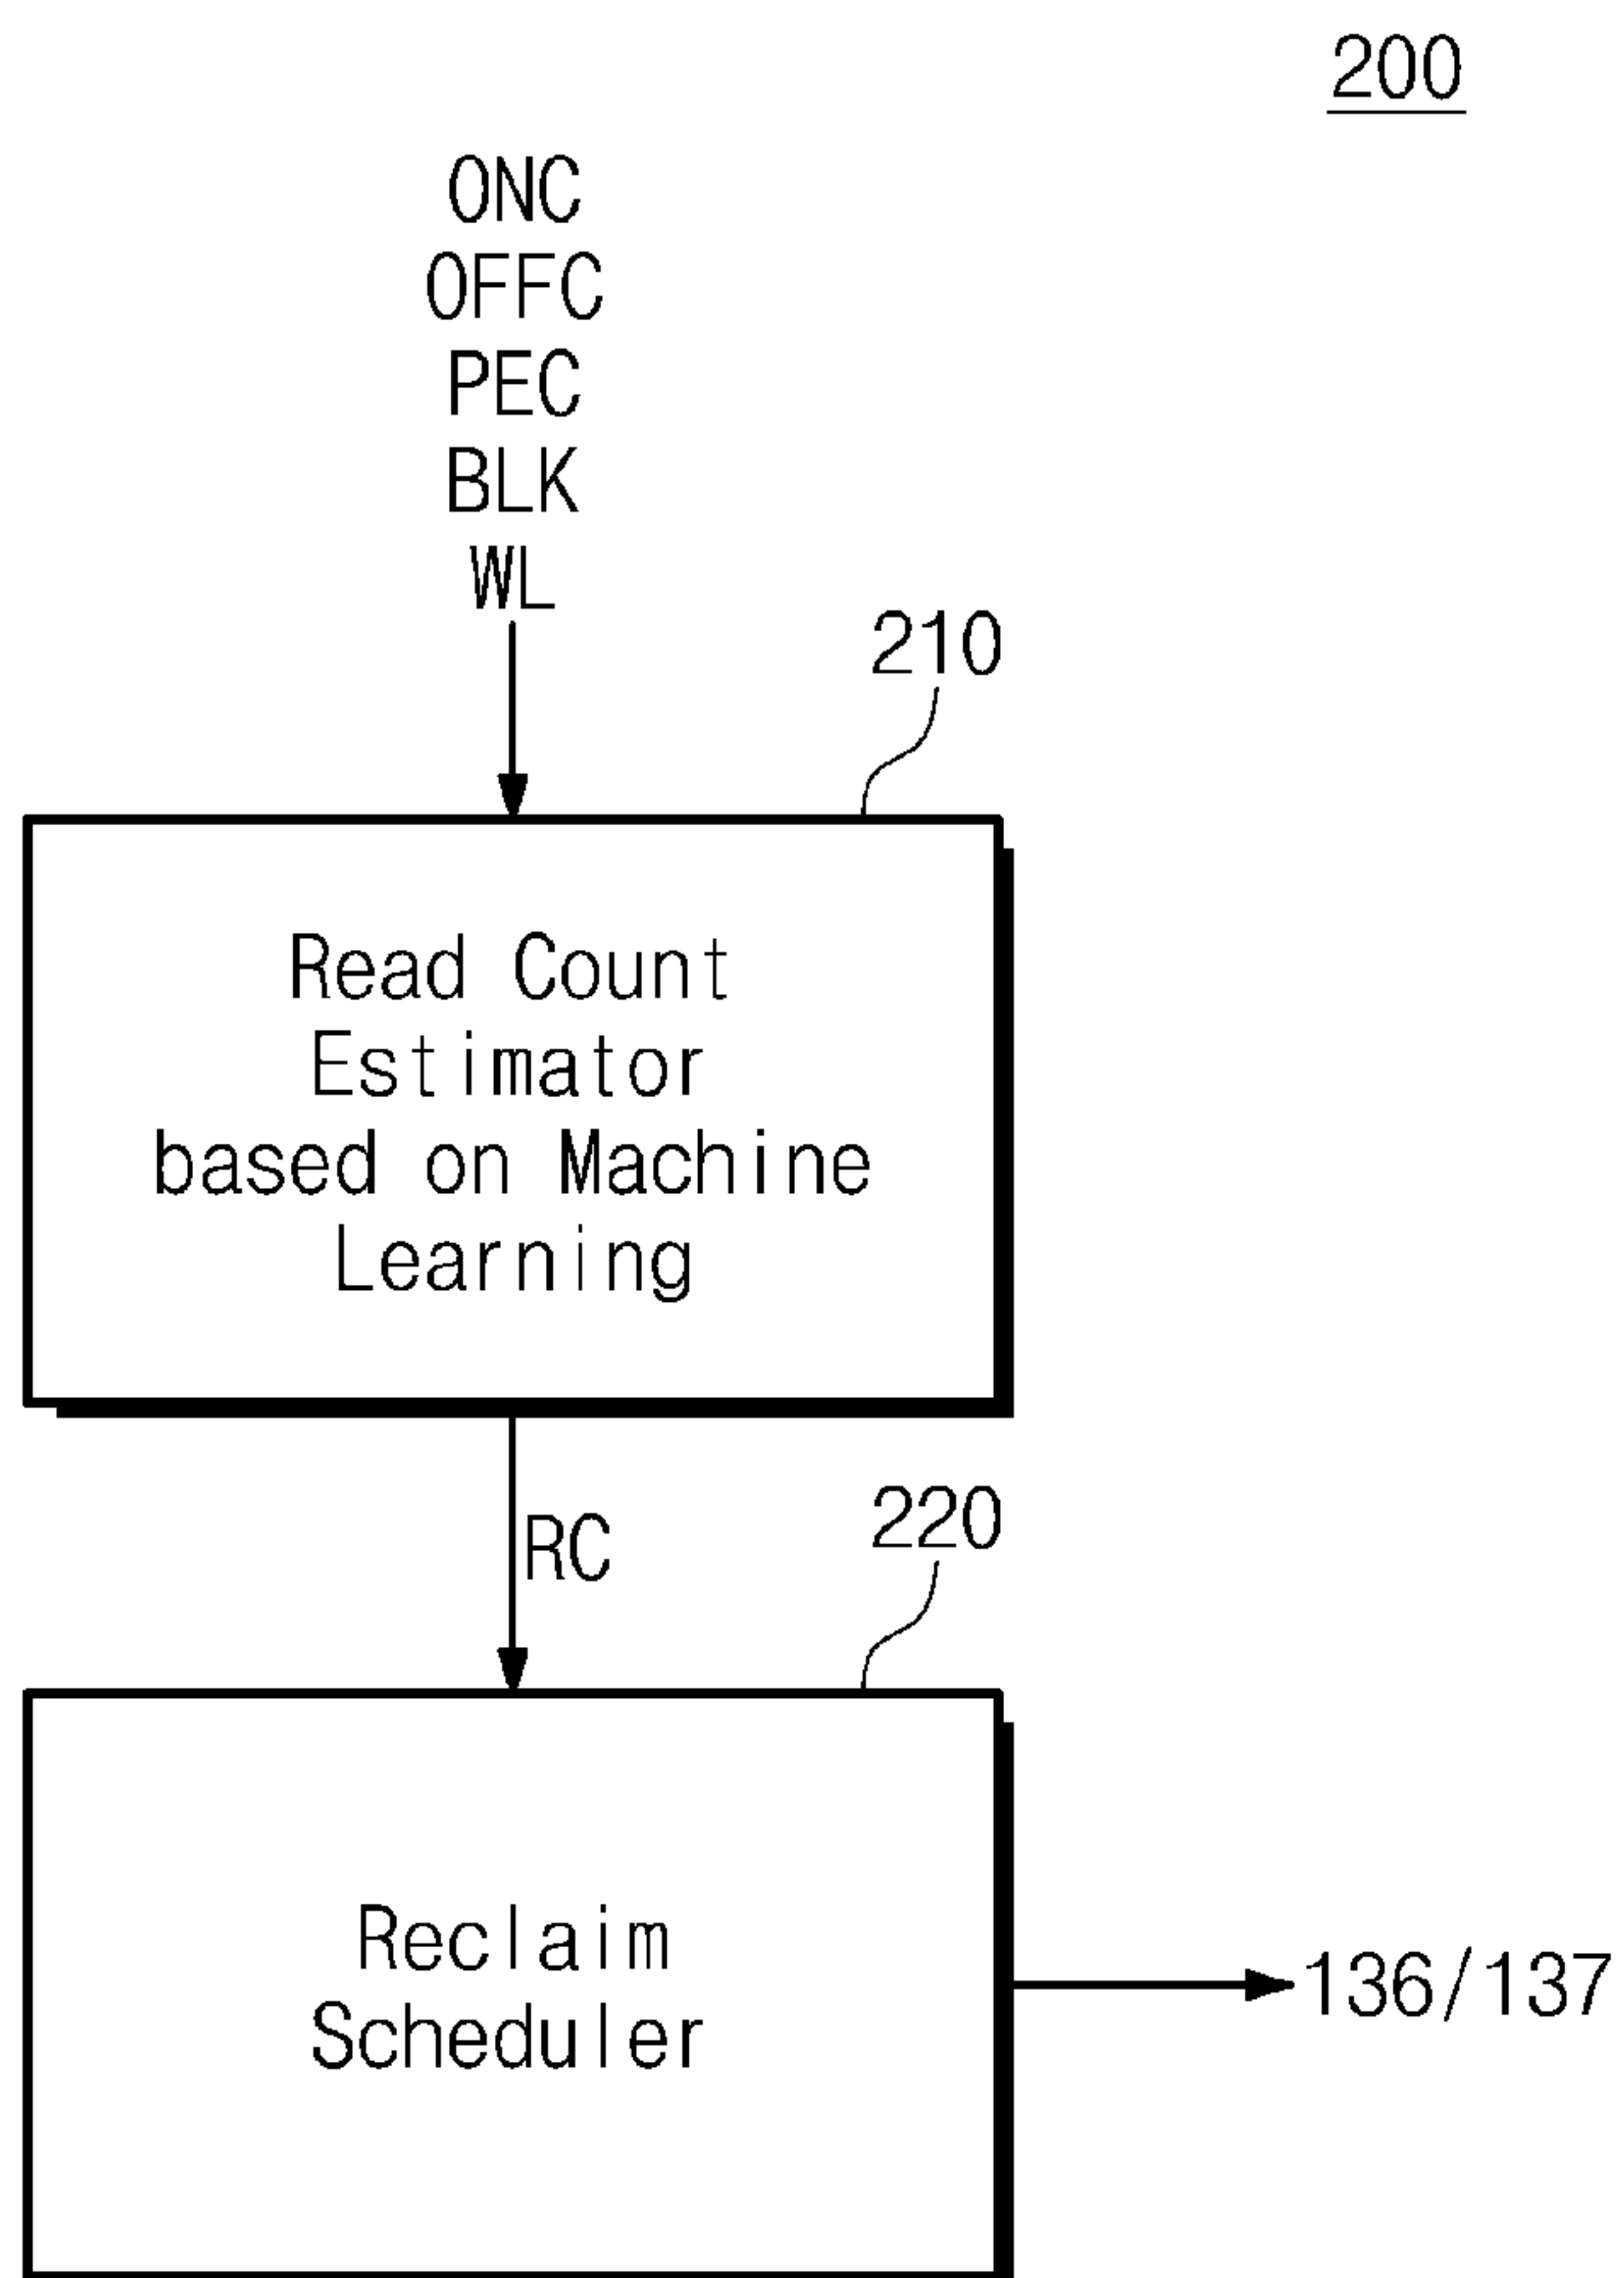 200
ONC
OFFC
PEC
BLK
WL
210
Read Count
Estimator
based on Machine
Learning
RC
220
Reclaim
Scheduler
136/137